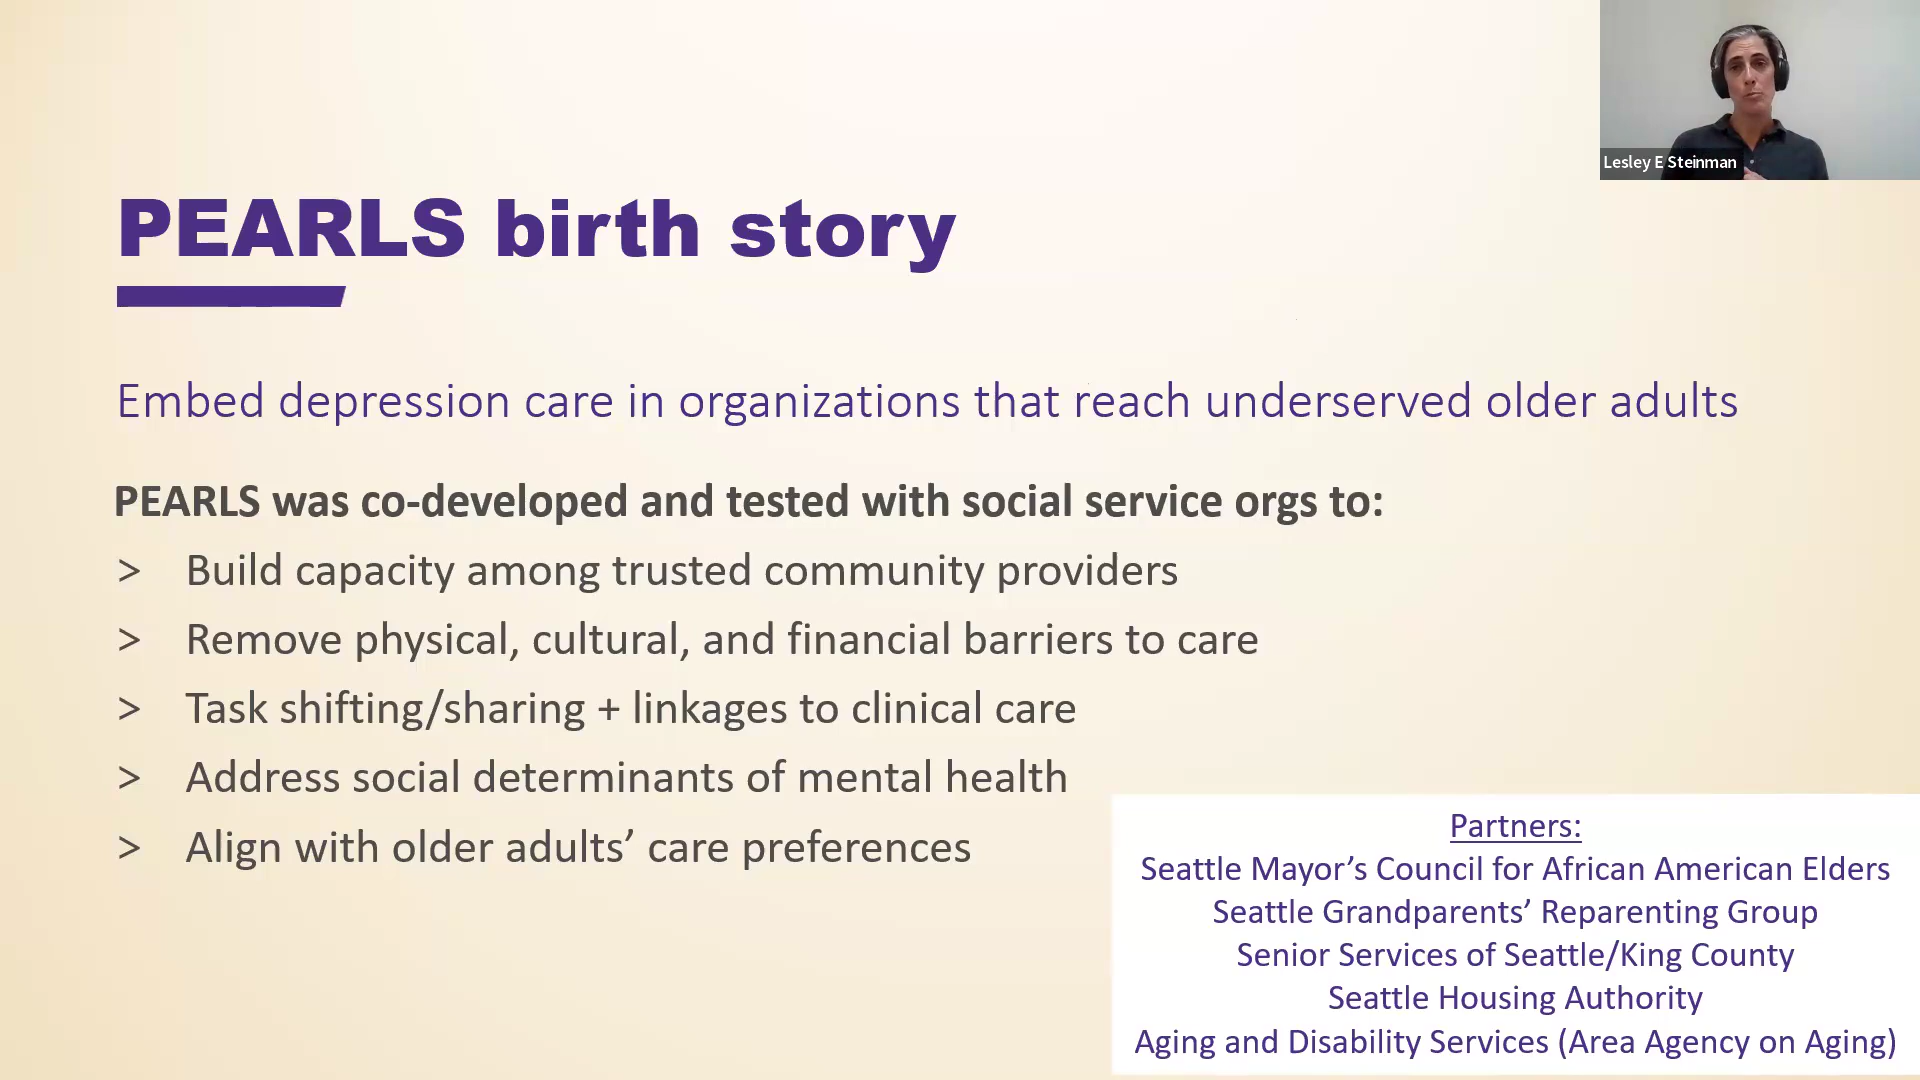 Lesley E Steinman
PEARLS birth story
Embed depression care in organizations that reach underserved older adults
PEARLS was co-developed and tested with social service orgs to:
> Build capacity among trusted community providers
> Remove physical, cultural, and financial barriers to care
> Task shifting/sharing + linkages to clinical care
> Address social determinants of mental health
> Align with older adults’ care preferences
Partners:
Seattle Mayor’s Council for African American Elders
Seattle Grandparents’ Reparenting Group
Senior Services of Seattle/King County
Seattle Housing Authority
Aging and Disability Services (Area Agency on Aging)